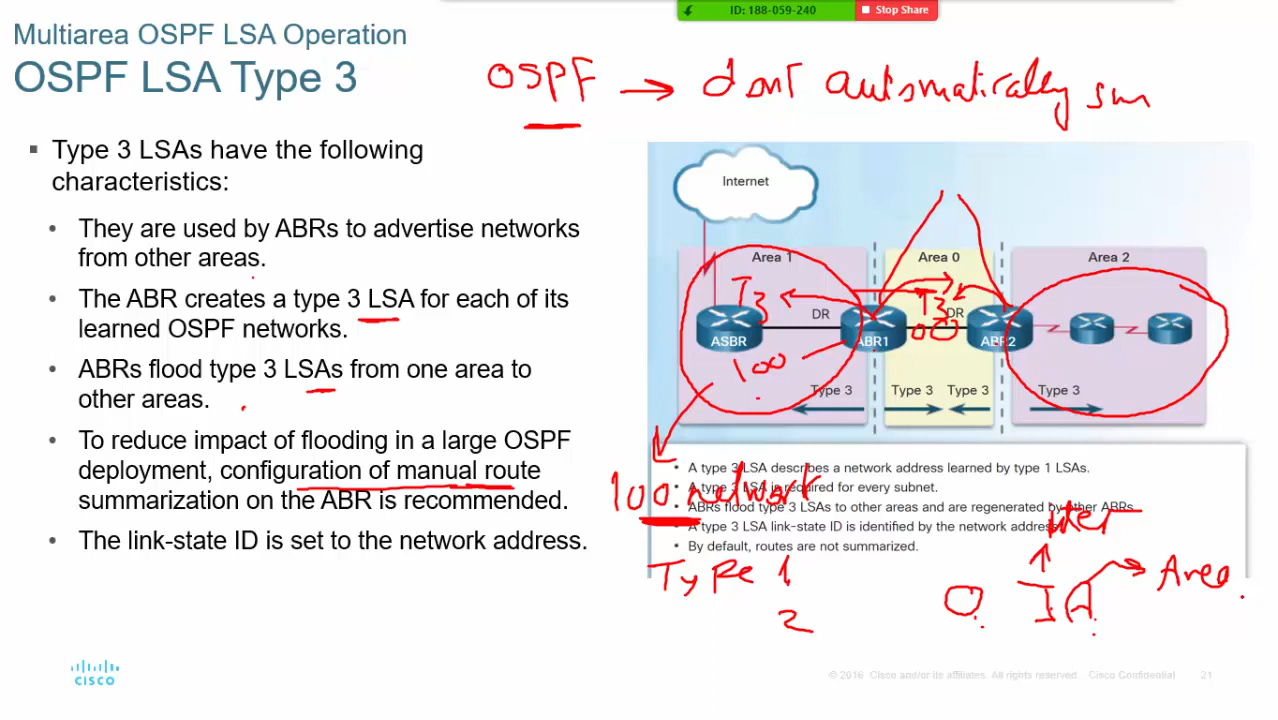 ID: 188-059-240
Stop Share
Multiarea OSPF LSA Operation
OSPF LSA Type 3
OSPF → dont automatically sum
▪ Type 3 LSAs have the following
characteristics:
• They are used by ABRs to advertise networks
from other areas.
• The ABR creates a type 3 LSA for each of its
learned OSPF networks.
• ABRs flood type 3 LSAs from one area to
other areas.
• To reduce impact of flooding in a large OSPF
deployment, configuration of manual route
summarization on the ABR is recommended.
• The link-state ID is set to the network address.
Internet
Area 1
Area 0
Area 2
T3
T3
DR
DR
ASBR
ABR1
ABR2
100
Type 3
Type 3
Type 3
Type 3
100 network
Type 1
2
• A type 3 LSA describes a network address learned by type 1 LSAs.
• A type 3 LSA is required for every subnet.
• ABRs flood type 3 LSAs to other areas and are regenerated by other ABRs.
• A type 3 LSA link-state ID is identified by the network address.
• By default, routes are not summarized.
Inter
O IA → Area
CISCO
© 2016 Cisco and/or its affiliates. All rights reserved. Cisco Confidential
21